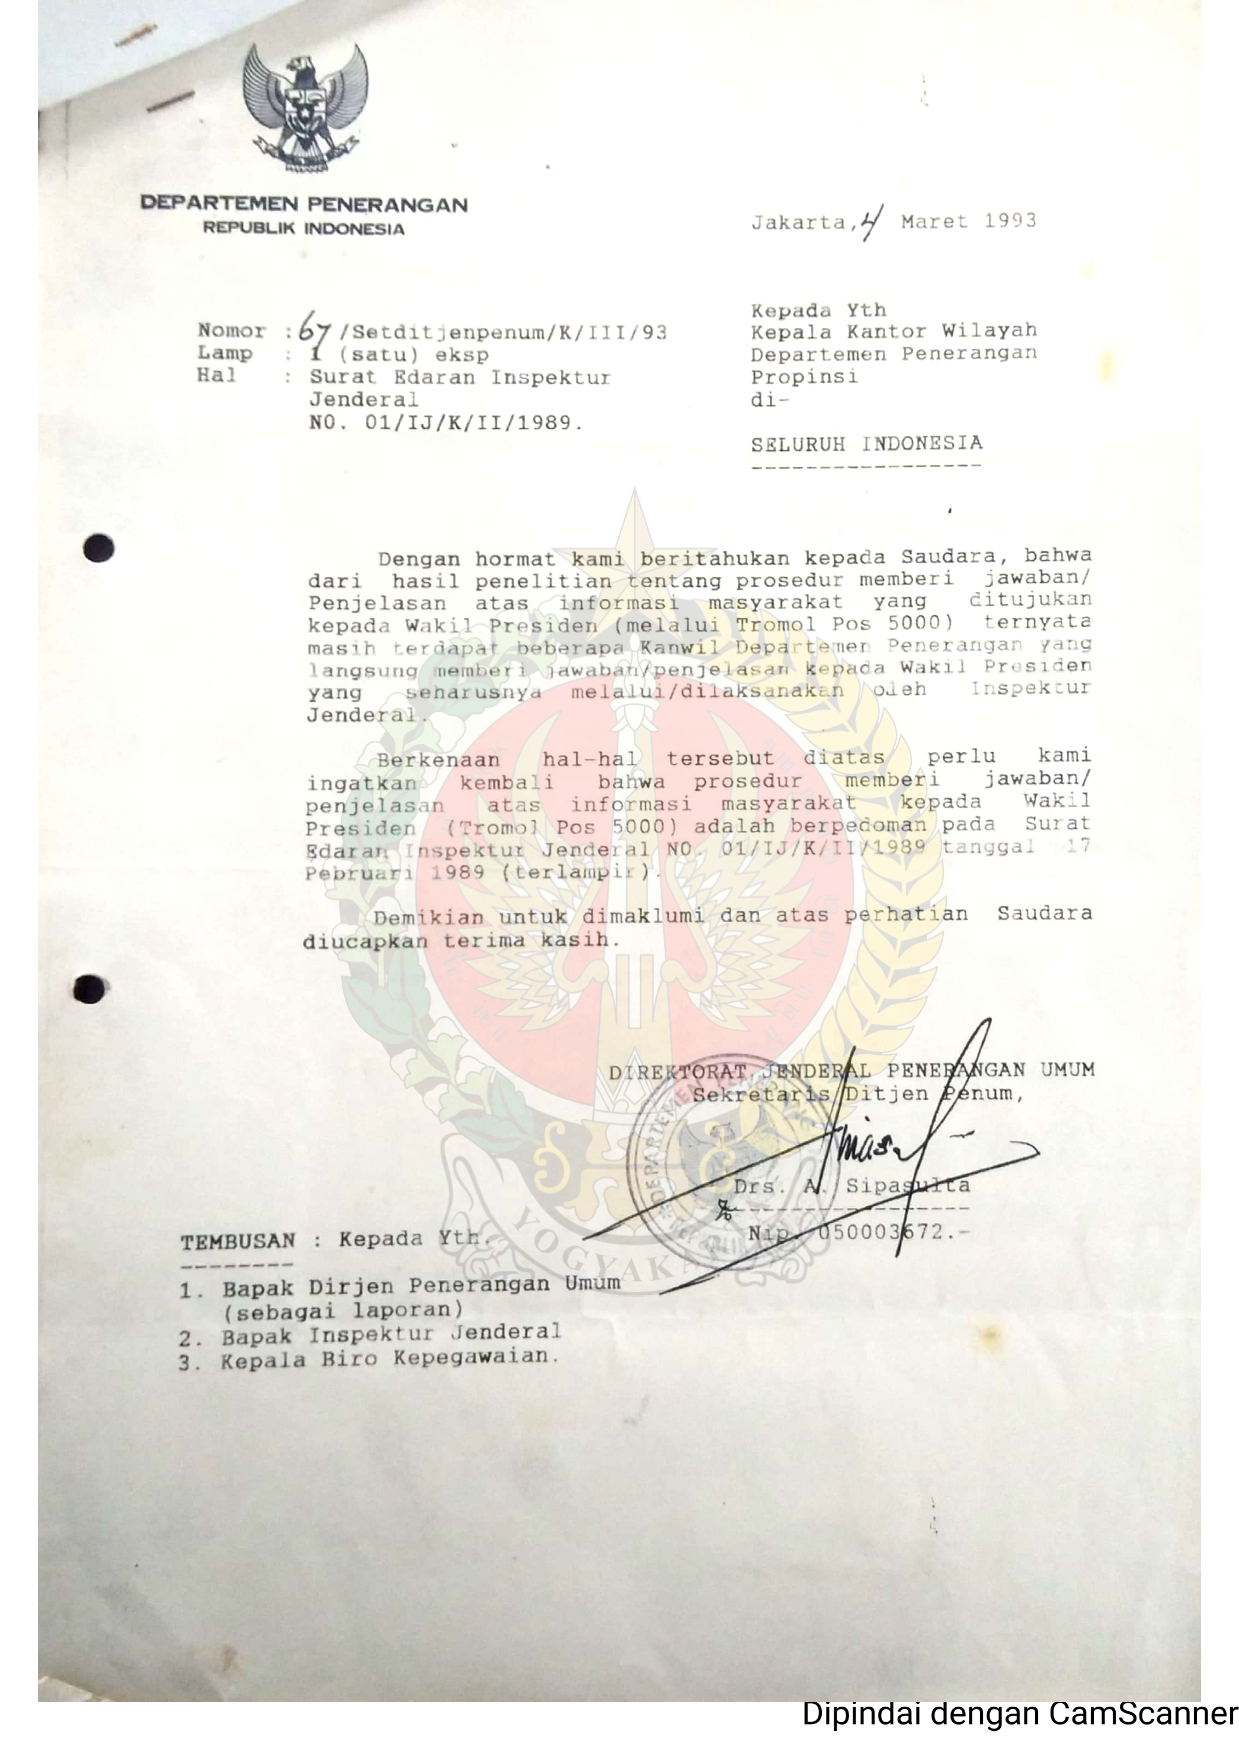 DEPARTEMEN PENERANGAN
REPUBLIK INDONESIA
Jakarta, 4 Maret 1993
Nomor : 67/Setditjenpenum/K/III/93
Lamp : 1 (satu) eksp
Hal : Surat Edaran Inspektur
Jenderal
NO. 01/IJ/K/II/1989.
Kepada Yth
Kepala Kantor Wilayah
Departemen Penerangan
Propinsi
di-
SELURUH INDONESIA
-----------------
Dengan hormat kami beritahukan kepada Saudara, bahwa
dari hasil penelitian tentang prosedur memberi jawaban/
Penjelasan atas informasi masyarakat yang ditujukan
kepada Wakil Presiden (melalui Tromol Pos 5000) ternyata
masih terdapat beberapa Kanwil Departemen Penerangan yang
langsung memberi jawaban/penjelasan kepada Wakil Presiden
yang seharusnya melalui/dilaksanakan oleh Inspektur
Jenderal.
Berkenaan hal-hal tersebut diatas perlu kami
ingatkan kembali bahwa prosedur memberi jawaban/
penjelasan atas informasi masyarakat kepada Wakil
Presiden (Tromol Pos 5000) adalah berpedoman pada Surat
Edaran Inspektur Jenderal NO. 01/IJ/K/II/1989 tanggal 17
Pebruari 1989 (terlampir).
Demikian untuk dimaklumi dan atas perhatian Saudara
diucapkan terima kasih.
DIREKTORAT JENDERAL PENERANGAN UMUM
Sekretaris Ditjen Penum,
DEPARTEMEN PENERANGAN
Drs. A. Sipasulta
-----------------
Nip. 050003672.-
YOGYAKARTA
TEMBUSAN : Kepada Yth.
--------
1. Bapak Dirjen Penerangan Umum
(sebagai laporan)
2. Bapak Inspektur Jenderal
3. Kepala Biro Kepegawaian.
Dipindai dengan CamScanner